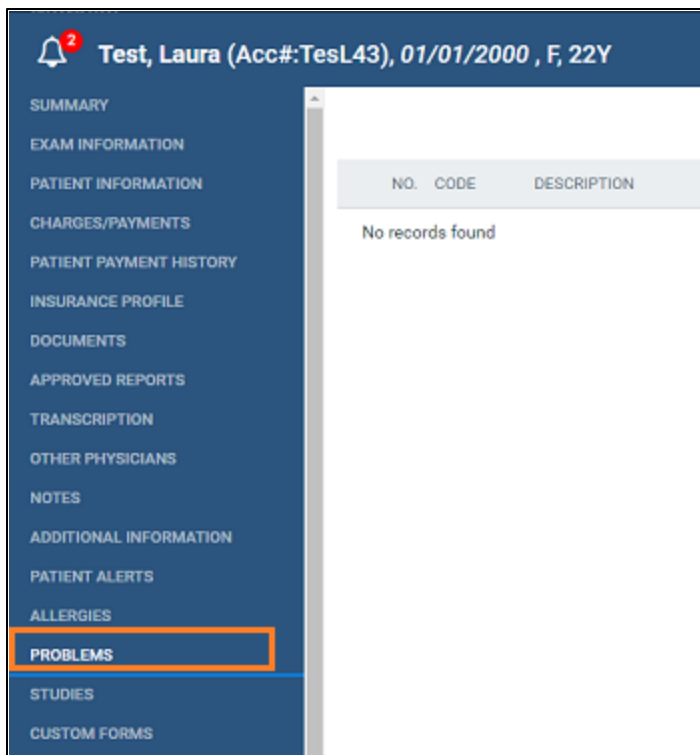 2
Test, Laura (Acc#:TesL43), 01/01/2000 , F, 22Y
SUMMARY
EXAM INFORMATION
PATIENT INFORMATION
CHARGES/PAYMENTS
PATIENT PAYMENT HISTORY
INSURANCE PROFILE
DOCUMENTS
APPROVED REPORTS
TRANSCRIPTION
OTHER PHYSICIANS
NOTES
ADDITIONAL INFORMATION
PATIENT ALERTS
ALLERGIES
PROBLEMS
STUDIES
CUSTOM FORMS
NO. CODE DESCRIPTION
No records found